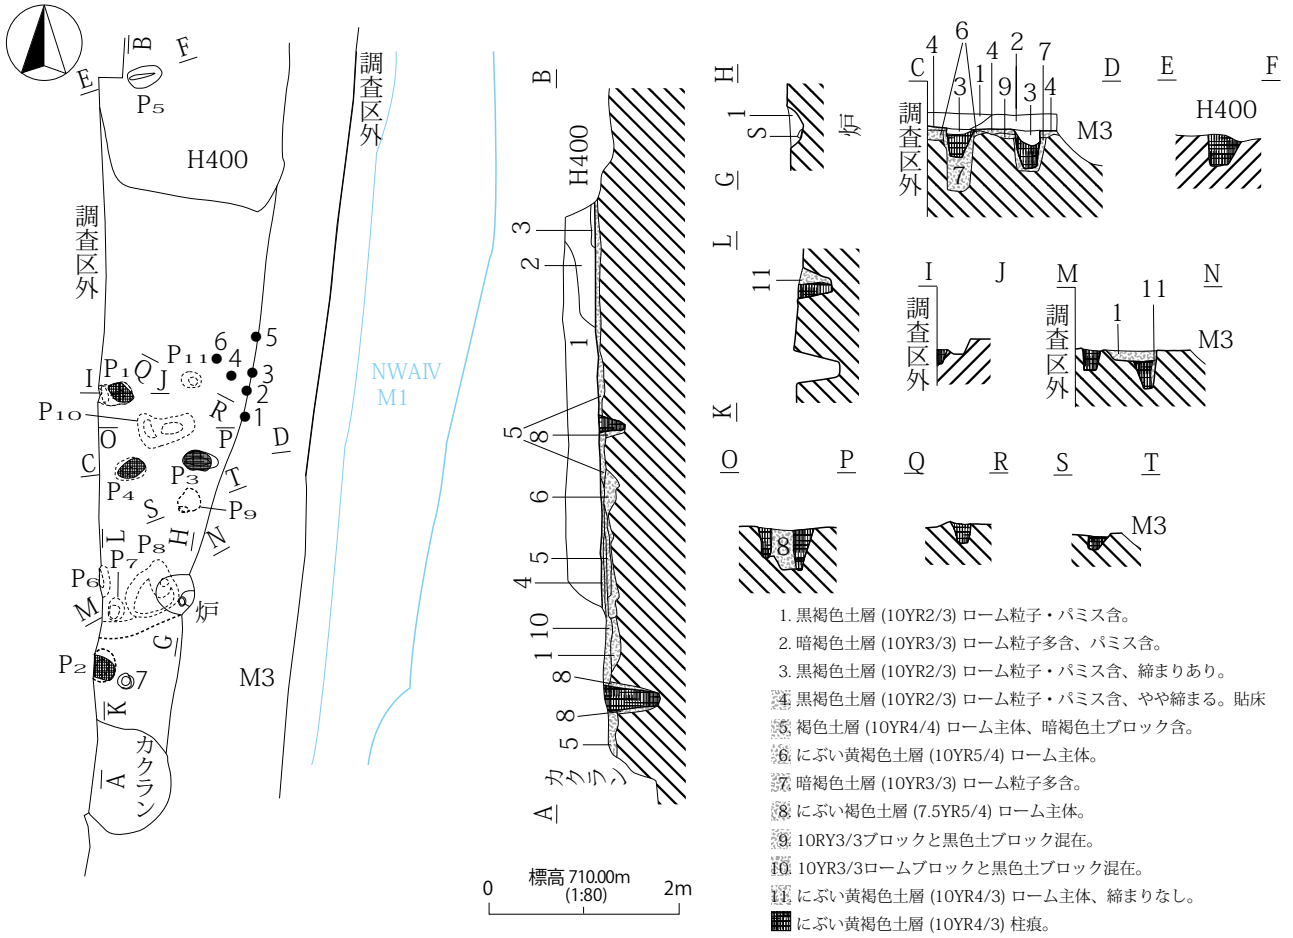 B
F
E
P5
H400
調査区外
調査区外
NWAIV
M1
6
5
P11
4
3
2
1
P1
Q
I
J
R
P10
O
P
D
C
P4
P3
T
S
P9
L
H
N
P7
P8
P6
M
炉
G
P2
7
M3
K
A
カクラン
B
H400
3
2
1
5
8
6
5
4
10
1
8
8
5
カクラン
A
標高 710.00m
(1:80)
0
2m
H
1
S
炉
G
L
11
K
C
4
6
4
2
7
3
1
9
3
4
7
D
M3
調査区外
E
F
H400
I
J
調査区外
M
N
1
11
M3
調査区外
O
P
8
Q
R
S
T
M3
1. 黒褐色土層 (10YR2/3) ローム粒子・パミス含。
2. 暗褐色土層 (10YR3/3) ローム粒子多含、パミス含。
3. 黒褐色土層 (10YR2/3) ローム粒子・パミス含、締まりあり。
4. 黒褐色土層 (10YR2/3) ローム粒子・パミス含、やや締まる。貼床
5. 褐色土層 (10YR4/4) ローム主体、暗褐色土ブロック含。
6. にぶい黄褐色土層 (10YR5/4) ローム主体。
7. 暗褐色土層 (10YR3/3) ローム粒子多含。
8. にぶい褐色土層 (7.5YR5/4) ローム主体。
9. 10RY3/3ブロックと黒色土ブロック混在。
10. 10YR3/3ロームブロックと黒色土ブロック混在。
11. にぶい黄褐色土層 (10YR4/3) ローム主体、締まりなし。
にぶい黄褐色土層 (10YR4/3) 柱痕。